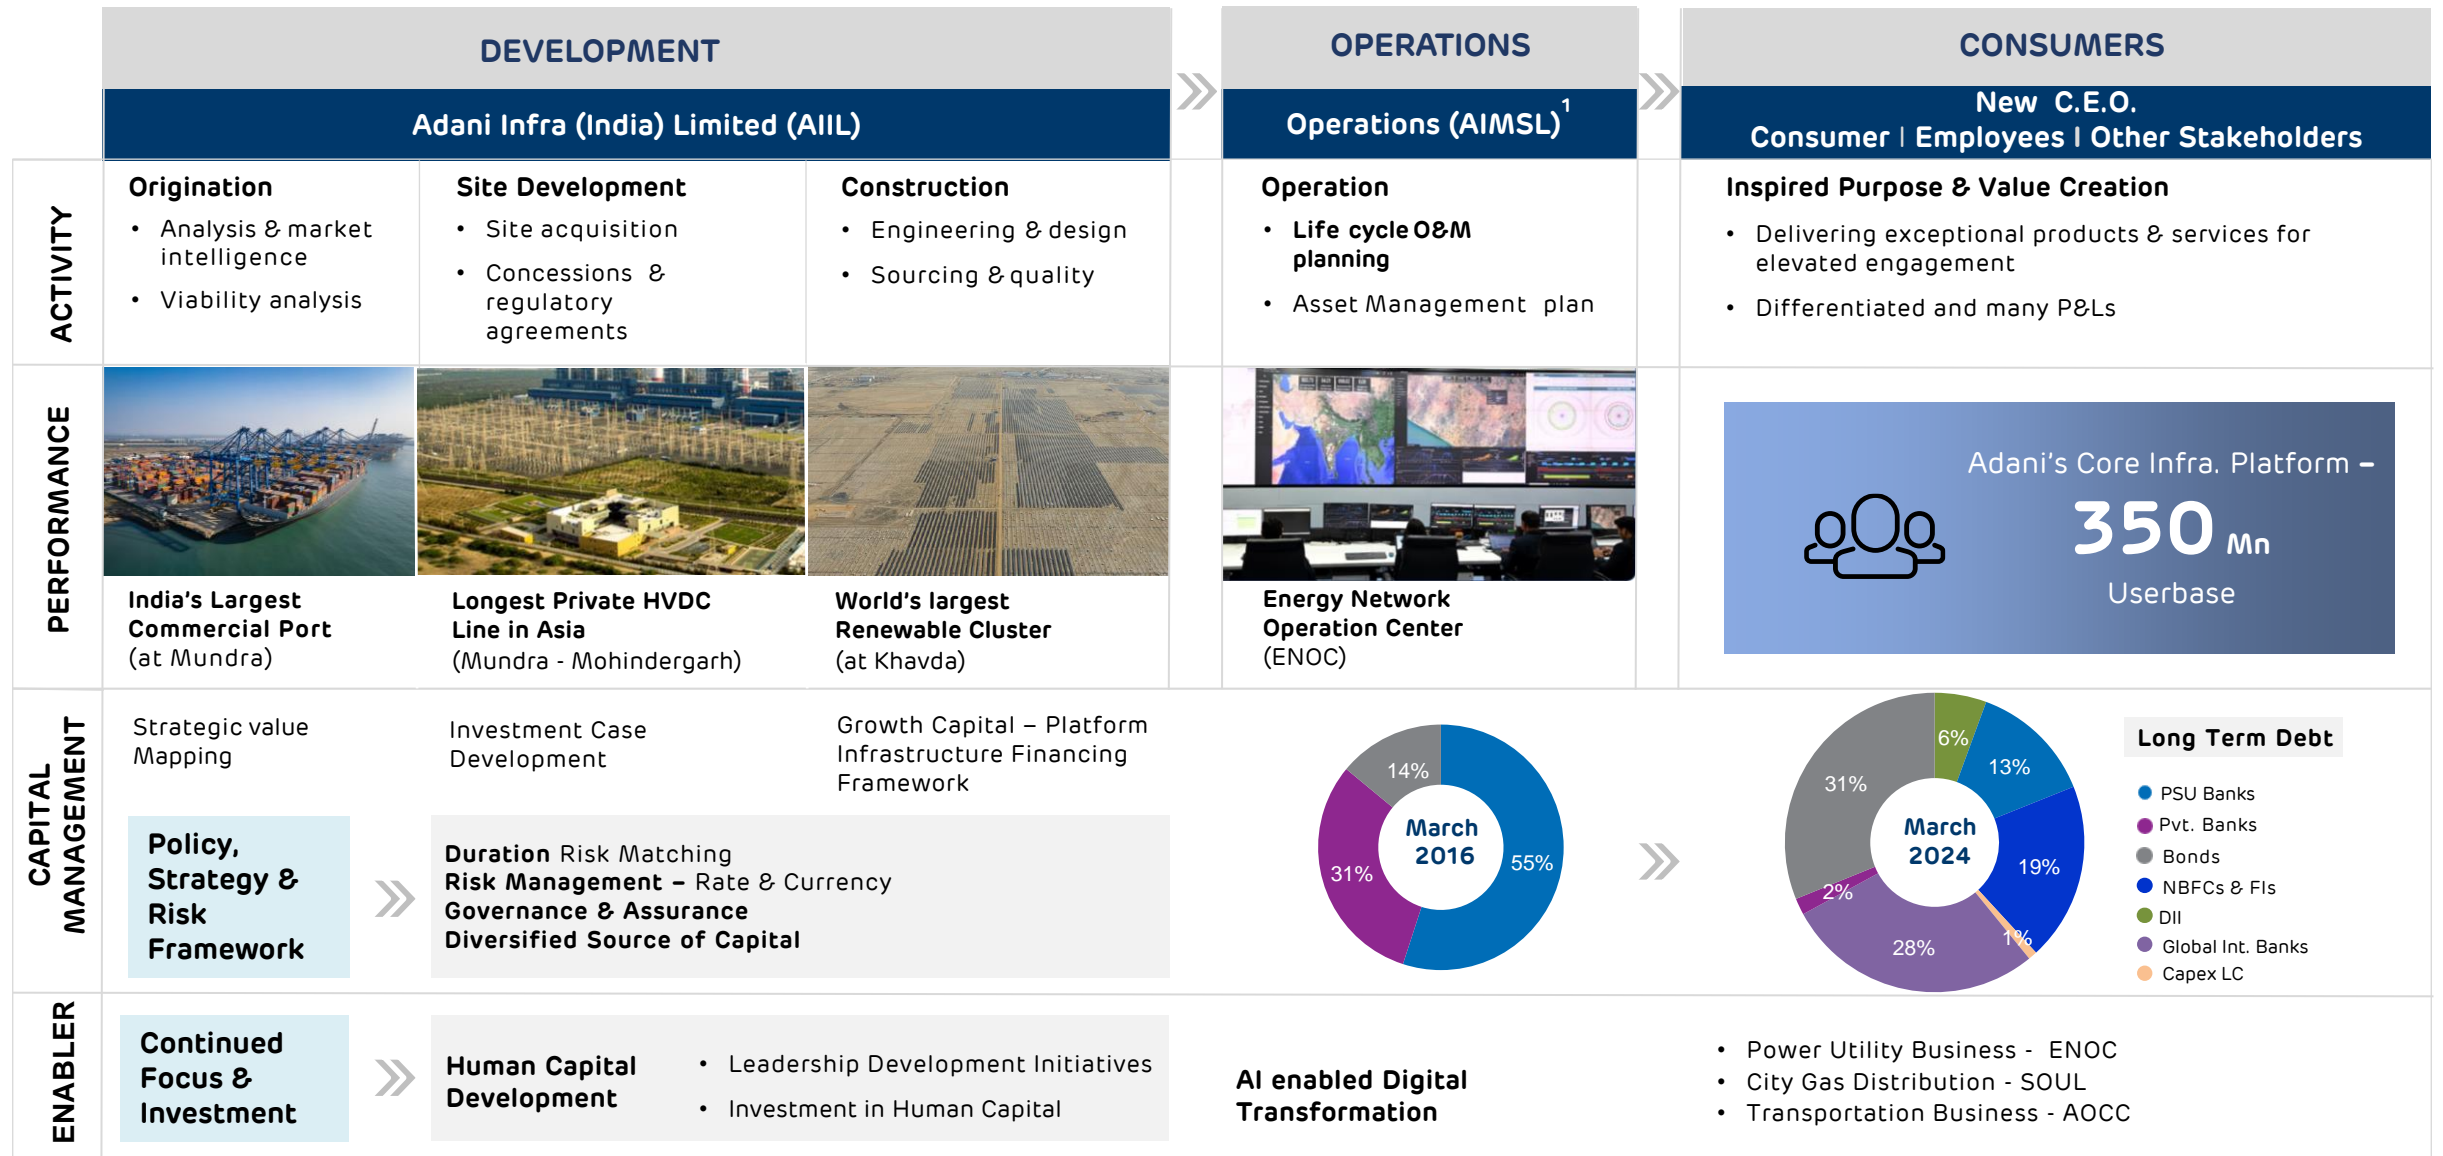 DEVELOPMENT
OPERATIONS
CONSUMERS
Adani Infra (India) Limited (AIIL)
Operations (AIMSL)1
New C.E.O.
Consumer I Employees I Other Stakeholders
ACTIVITY
Origination
• Analysis & market
intelligence
• Viability analysis
Site Development
• Site acquisition
• Concessions &
regulatory
agreements
Construction
• Engineering & design
• Sourcing & quality
Operation
• Life cycle O&M
planning
• Asset Management plan
Inspired Purpose & Value Creation
• Delivering exceptional products & services for
elevated engagement
• Differentiated and many P&Ls
PERFORMANCE
India's Largest
Commercial Port
(at Mundra)
Longest Private HVDC
Line in Asia
(Mundra - Mohindergarh)
World's largest
Renewable Cluster
(at Khavda)
Energy Network
Operation Center
(ENOC)
Adani's Core Infra. Platform –
350 Mn
Userbase
CAPITAL
MANAGEMENT
Strategic value
Mapping
Investment Case
Development
Growth Capital – Platform
Infrastructure Financing
Framework
Policy,
Strategy &
Risk
Framework
Duration Risk Matching
Risk Management – Rate & Currency
Governance & Assurance
Diversified Source of Capital
14%
31%
55%
March
2016
6%
13%
31%
19%
2%
28%
1%
March
2024
Long Term Debt
PSU Banks
Pvt. Banks
Bonds
NBFCs & FIs
DII
Global Int. Banks
Capex LC
ENABLER
Continued
Focus &
Investment
Human Capital
Development
• Leadership Development Initiatives
• Investment in Human Capital
AI enabled Digital
Transformation
• Power Utility Business - ENOC
• City Gas Distribution - SOUL
• Transportation Business - AOCC